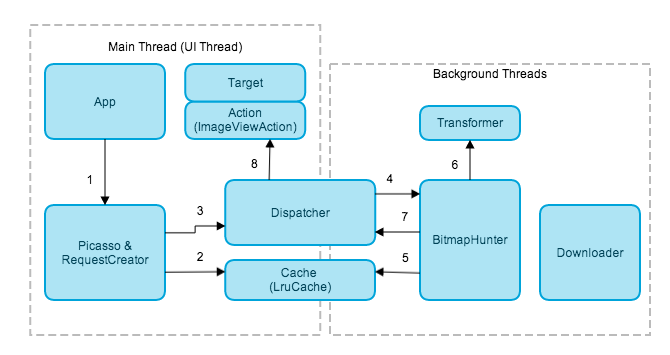 Main Thread (UI Thread)
Background Threads
App
Target
Action
(ImageViewAction)
Transformer
1
8
6
3
4
Dispatcher
7
Picasso &
RequestCreator
BitmapHunter
Downloader
2
5
Cache
(LruCache)